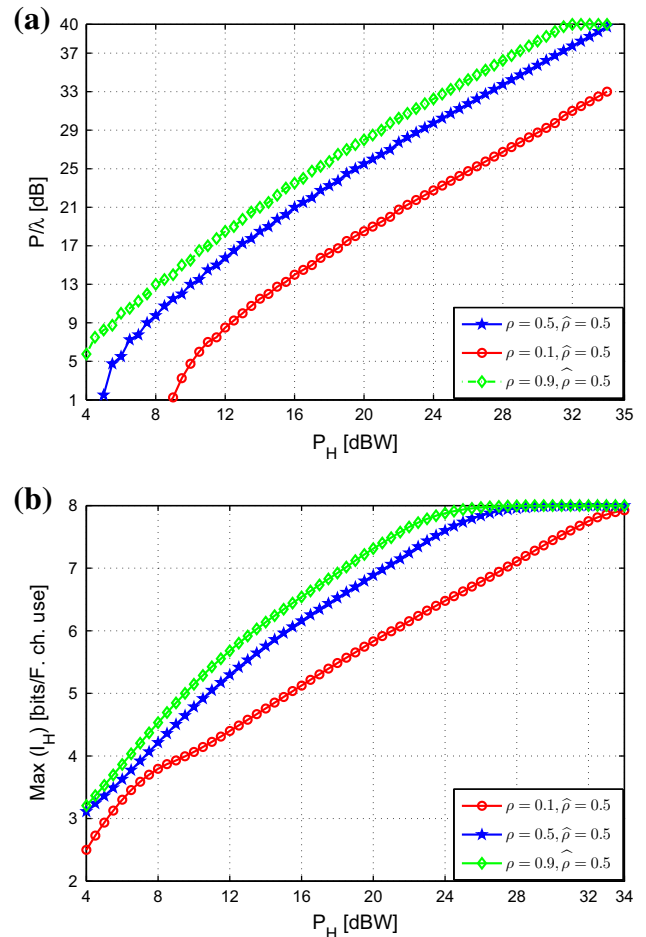 (a)
40
37
33
29
25
21
17
13
9
5
1
P/λ [dB]
4 8 12 16 20 24 28 32 35
P_H [dBW]
ρ = 0.5, ρ̂ = 0.5
ρ = 0.1, ρ̂ = 0.5
ρ = 0.9, ρ̂ = 0.5
(b)
8
7
6
5
4
3
2
Max (I_H) [bits/F. ch. use]
4 8 12 16 20 24 28 32 34
P_H [dBW]
ρ = 0.1, ρ̂ = 0.5
ρ = 0.5, ρ̂ = 0.5
ρ = 0.9, ρ̂ = 0.5